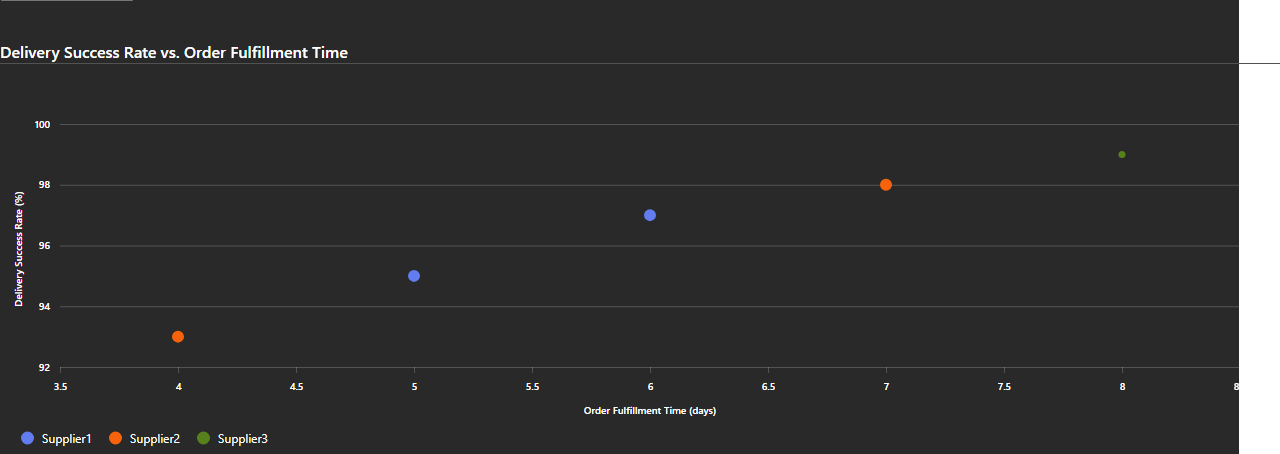 Delivery Success Rate vs. Order Fulfillment Time
100
98
96
94
92
Delivery Success Rate (%)
3.5 4 4.5 5 5.5 6 6.5 7 7.5 8 8
Order Fulfillment Time (days)
Supplier1 Supplier2 Supplier3